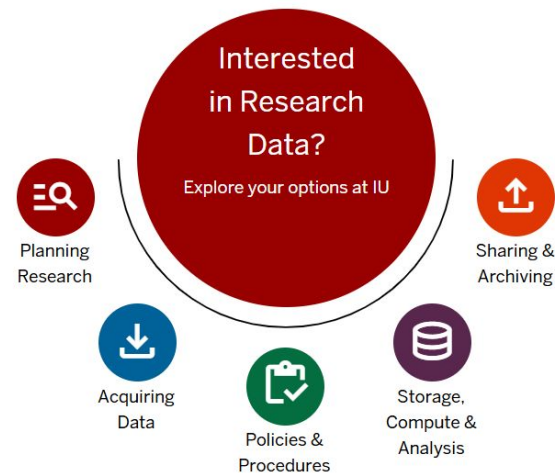 Interested
in Research
Data?
Explore your options at IU
Planning
Research
Acquiring
Data
Policies &
Procedures
Storage,
Compute &
Analysis
Sharing &
Archiving